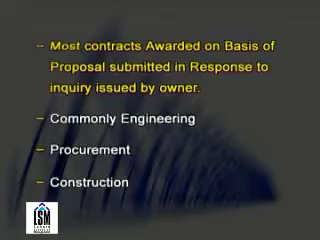 – Most contracts Awarded on Basis of
Proposal submitted in Response to
inquiry issued by owner.
– Commonly Engineering
– Procurement
– Construction
LSM